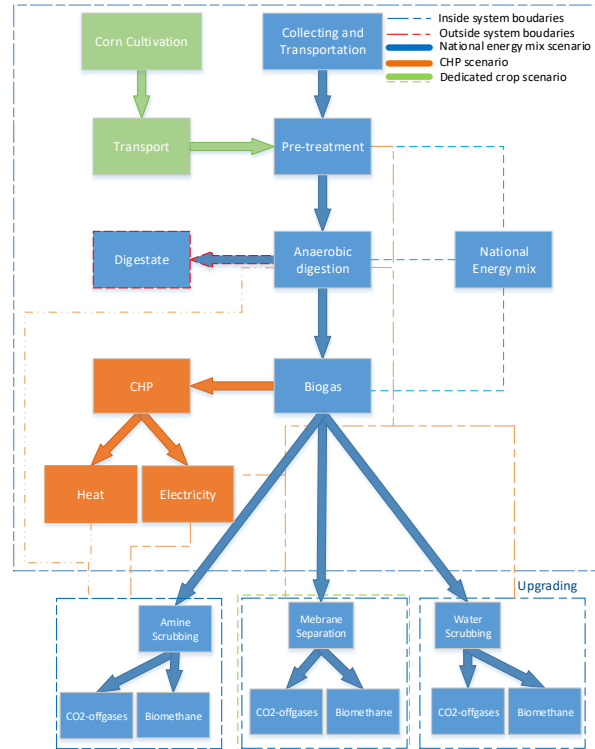 Corn Cultivation
Collecting and
Transportation
Inside system boudaries
Outside system boudaries
National energy mix scenario
CHP scenario
Dedicated crop scenario
Transport
Pre-treatment
Digestate
Anaerobic
digestion
National
Energy mix
CHP
Biogas
Heat
Electricity
Upgrading
Amine
Scrubbing
Mebrane
Separation
Water
Scrubbing
CO2-offgases
Biomethane
CO2-offgases
Biomethane
CO2-offgases
Biomethane